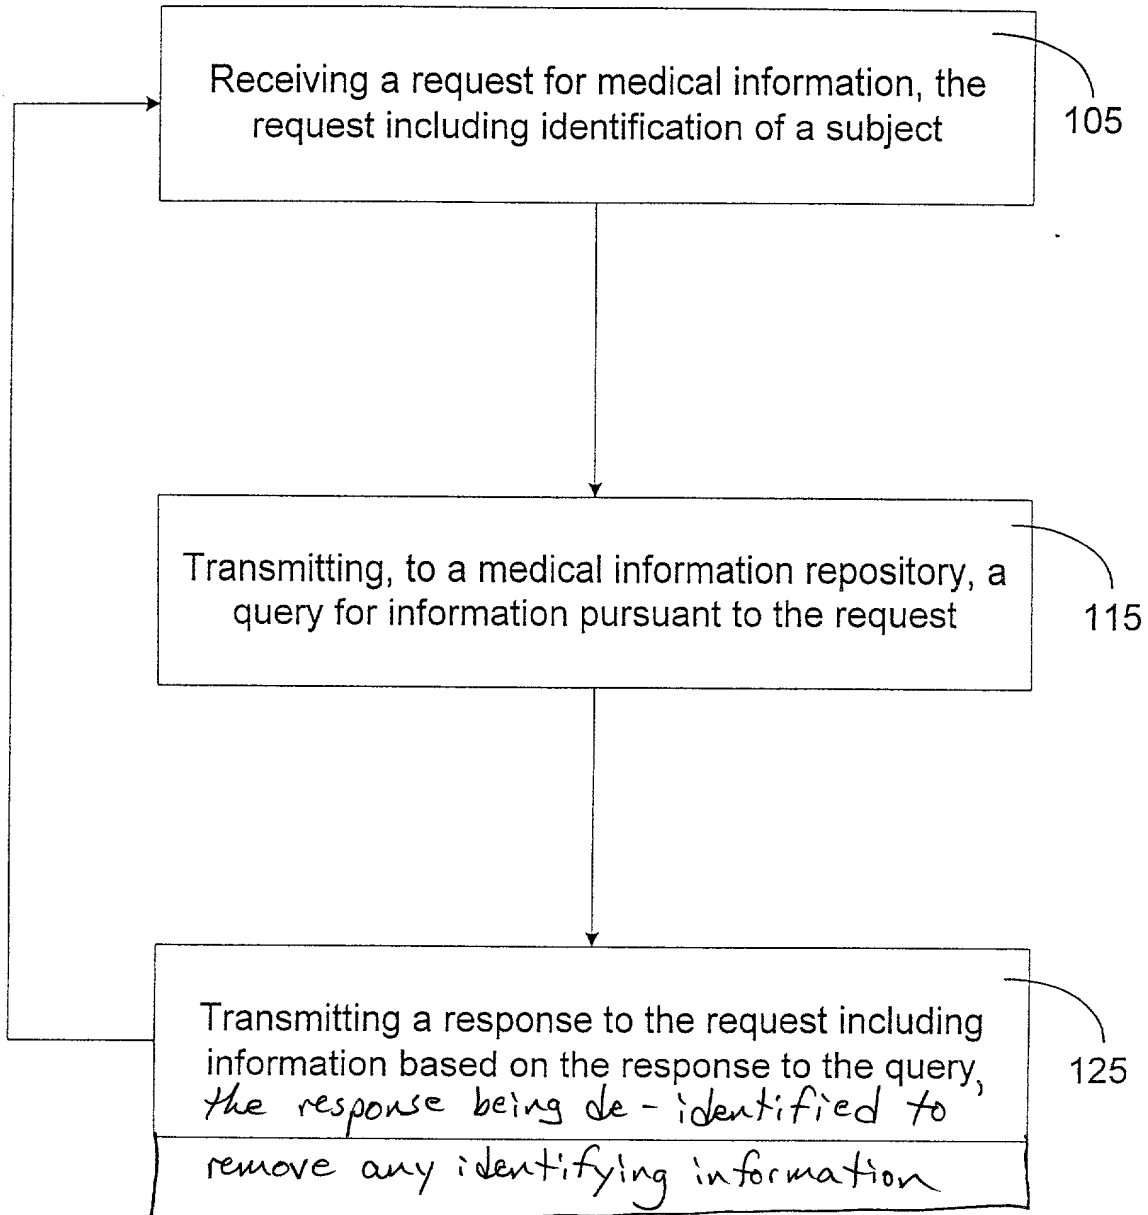 Receiving a request for medical information, the
request including identification of a subject
105
Transmitting, to a medical information repository, a
query for information pursuant to the request
115
Transmitting a response to the request including
information based on the response to the query,
125
the response being de-identified to
remove any identifying information